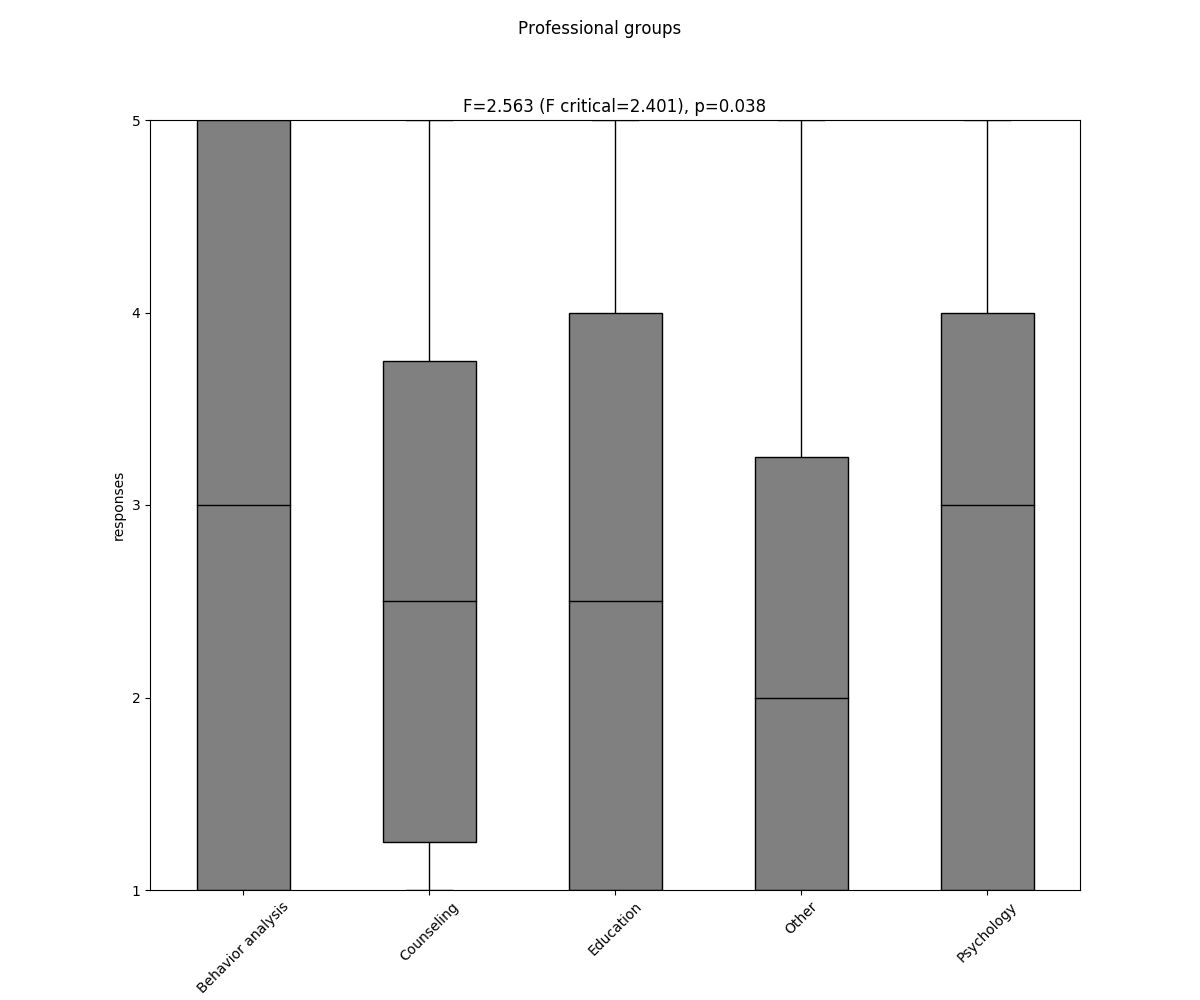 Professional groups
F=2.563 (F critical=2.401), p=0.038
responses
5
4
3
2
1
Behavior analysis
Counseling
Education
Other
Psychology